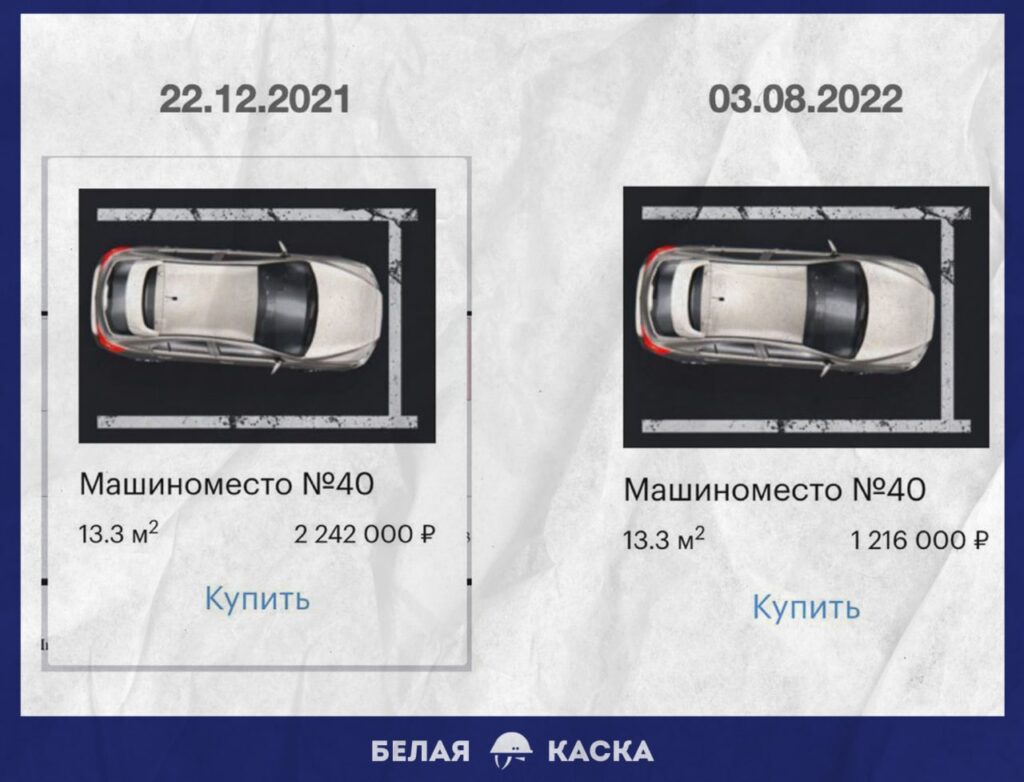 22.12.2021
03.08.2022
Машиноместо №40
13.3 м² 2 242 000 ₽
Купить
Машиноместо №40
13.3 м² 1 216 000 ₽
Купить
БЕЛАЯ КАСКА